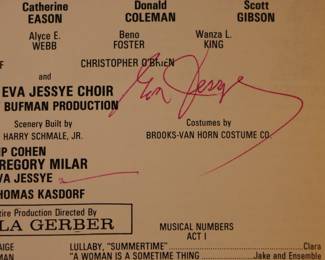 Catherine Donald Scott
EASON COLEMAN GIBSON
Alyce E. Beno Wanza L.
WEBB FOSTER KING
CHRISTOPHER O'BRIEN
and
EVA JESSYE CHOIR
Eva Jessye
BUFMAN PRODUCTION
Scenery Built by Costumes by
HARRY SCHMALE, JR. BROOKS-VAN HORN COSTUME CO.
IP COHEN
REGORY MILAR
VA JESSYE
HOMAS KASDORF
tire Production Directed By
LA GERBER
MUSICAL NUMBERS
ACT I
AIGE LULLABY, "SUMMERTIME" Clara
MAN "A WOMAN IS A SOMETIME THING" Jake and Ensemble